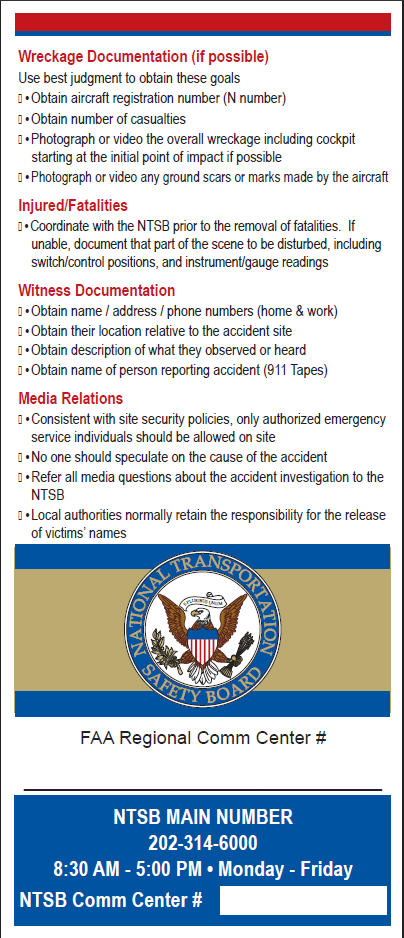 Wreckage Documentation (if possible)
Use best judgment to obtain these goals
• Obtain aircraft registration number (N number)
• Obtain number of casualties
• Photograph or video the overall wreckage including cockpit
starting at the initial point of impact if possible
• Photograph or video any ground scars or marks made by the aircraft
Injured/Fatalities
• Coordinate with the NTSB prior to the removal of fatalities. If
unable, document that part of the scene to be disturbed, including
switch/control positions, and instrument/gauge readings
Witness Documentation
• Obtain name / address / phone numbers (home & work)
• Obtain their location relative to the accident site
• Obtain description of what they observed or heard
• Obtain name of person reporting accident (911 Tapes)
Media Relations
• Consistent with site security policies, only authorized emergency
service individuals should be allowed on site
• No one should speculate on the cause of the accident
• Refer all media questions about the accident investigation to the
NTSB
• Local authorities normally retain the responsibility for the release
of victims' names
NATIONAL TRANSPORTATION
E PLURIBUS UNUM
SAFETY BOARD
FAA Regional Comm Center #
NTSB MAIN NUMBER
202-314-6000
8:30 AM - 5:00 PM • Monday - Friday
NTSB Comm Center #